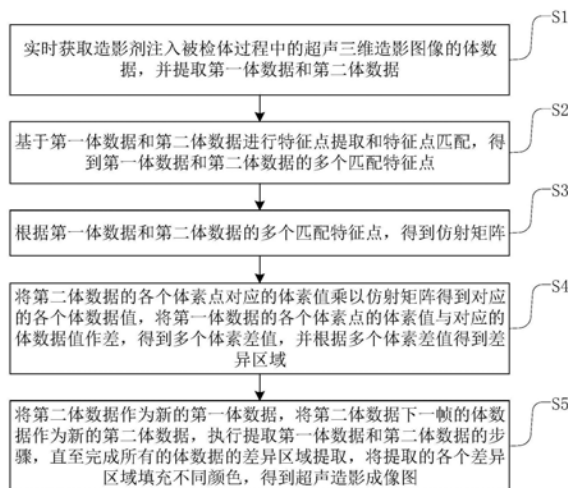 S1
实时获取造影剂注入被检体过程中的超声三维造影图像的体数
据，并提取第一体数据和第二体数据
S2
基于第一体数据和第二体数据进行特征点提取和特征点匹配，得
到第一体数据和第二体数据的多个匹配特征点
S3
根据第一体数据和第二体数据的多个匹配特征点，得到仿射矩阵
S4
将第二体数据的各个体素点对应的体素值乘以仿射矩阵得到对应
的各个体数据值，将第一体数据的各个体素点的体素值与对应的
体数据值作差，得到多个体素差值，并根据多个体素差值得到差
异区域
S5
将第二体数据作为新的第一体数据，将第二体数据下一帧的体数
据作为新的第二体数据，执行提取第一体数据和第二体数据的步
骤，直至完成所有的体数据的差异区域提取，将提取的各个差异
区域填充不同颜色，得到超声造影成像图